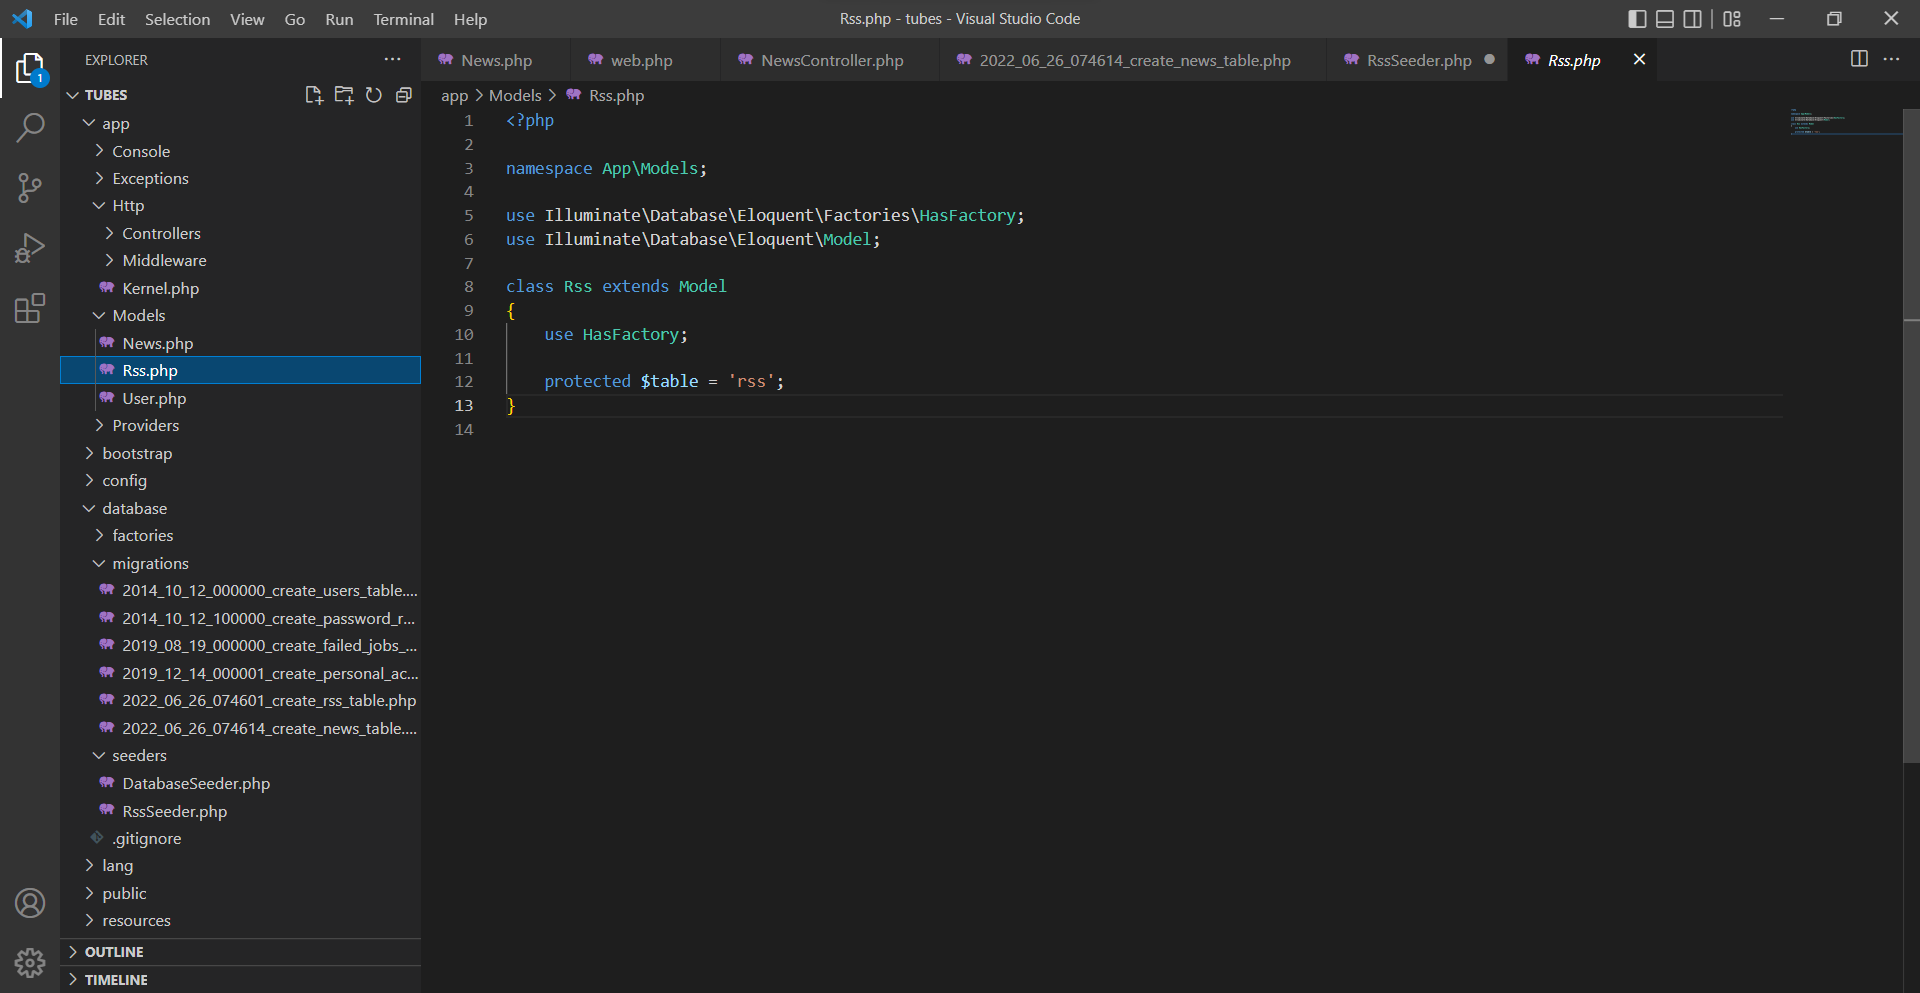 File Edit Selection View Go Run Terminal Help
Rss.php - tubes - Visual Studio Code
1
EXPLORER
TUBES
app
Console
Exceptions
Http
Controllers
Middleware
Kernel.php
Models
News.php
Rss.php
User.php
Providers
bootstrap
config
database
factories
migrations
2014_10_12_000000_create_users_table....
2014_10_12_100000_create_password_r...
2019_08_19_000000_create_failed_jobs_...
2019_12_14_000001_create_personal_ac...
2022_06_26_074601_create_rss_table.php
2022_06_26_074614_create_news_table....
seeders
DatabaseSeeder.php
RssSeeder.php
.gitignore
lang
public
resources
OUTLINE
TIMELINE
News.php web.php NewsController.php 2022_06_26_074614_create_news_table.php RssSeeder.php Rss.php
app > Models > Rss.php
1 <?php
2
3 namespace App\Models;
4
5 use Illuminate\Database\Eloquent\Factories\HasFactory;
6 use Illuminate\Database\Eloquent\Model;
7
8 class Rss extends Model
9 {
10 use HasFactory;
11
12 protected $table = 'rss';
13 }
14